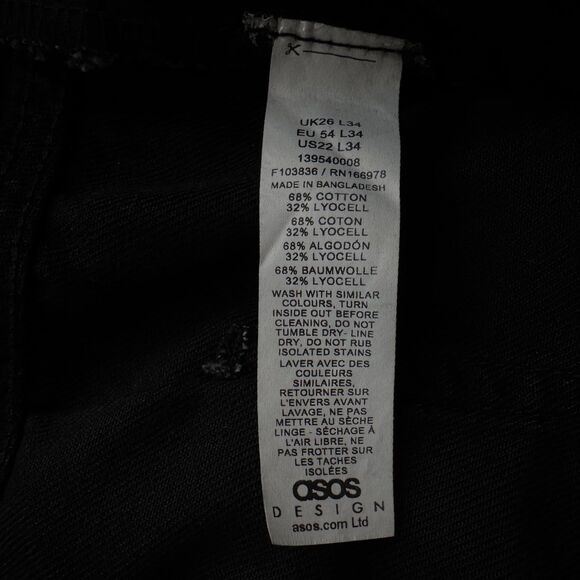 UK26 L34
EU 54 L34
US22 L34
139540008
F103836 / RN166978
MADE IN BANGLADESH
68% COTTON
32% LYOCELL
68% COTON
32% LYOCELL
68% ALGODÓN
32% LYOCELL
68% BAUMWOLLE
32% LYOCELL
WASH WITH SIMILAR
COLOURS, TURN
INSIDE OUT BEFORE
CLEANING, DO NOT
TUMBLE DRY- LINE
DRY, DO NOT RUB
ISOLATED STAINS
LAVER AVEC DES
COULEURS
SIMILAIRES,
RETOURNER SUR
L'ENVERS AVANT
LAVAGE, NE PAS
METTRE AU SÈCHE
LINGE - SÉCHAGE À
L'AIR LIBRE, NE
PAS FROTTER SUR
LES TACHES
ISOLÉES
asos
DESIGN
asos.com Ltd